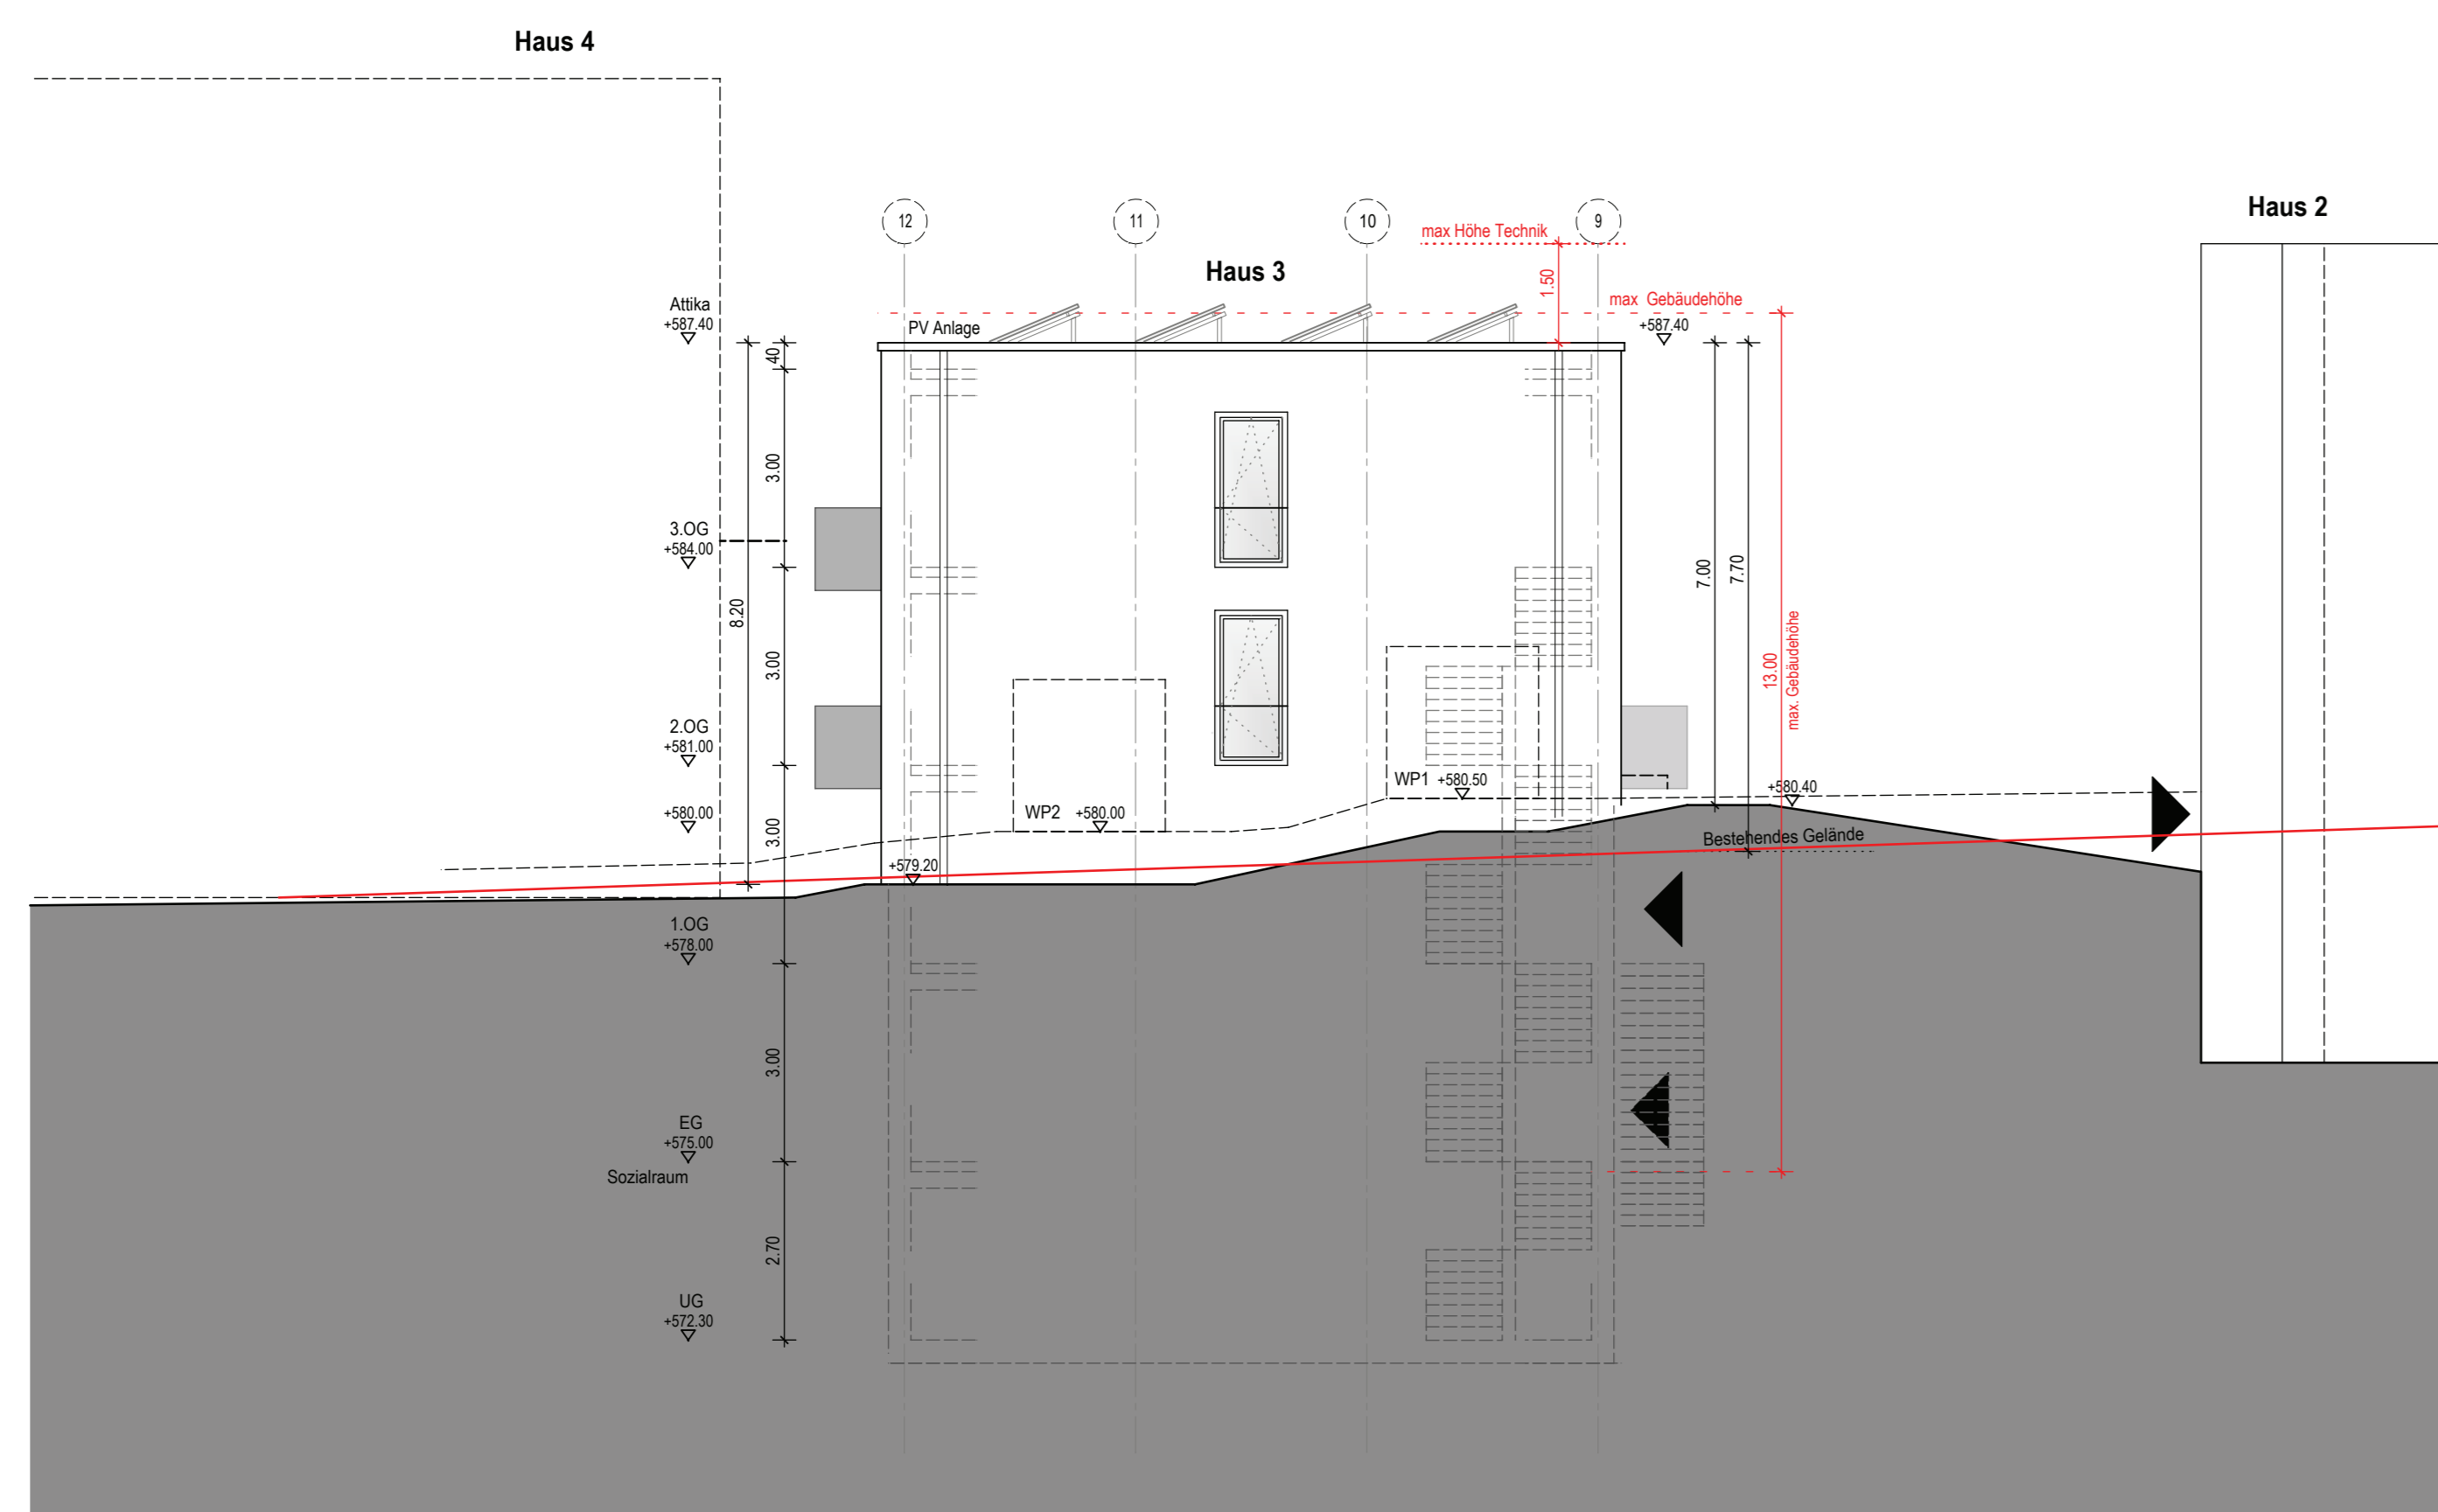 Haus 4
Haus 2
12
11
10
9
max Höhe Technik
1.50
Haus 3
max Gebäudehöhe
Attika
+587.40
PV Anlage
+587.40
40
3.00
3.OG
+584.00
8.20
7.00
7.70
3.00
13.00
max. Gebäudehöhe
2.OG
+581.00
WP1 +580.50
+580.40
+580.00
WP2 +580.00
3.00
Bestehendes Gelände
+579.20
1.OG
+578.00
3.00
EG
+575.00
Sozialraum
2.70
UG
+572.30